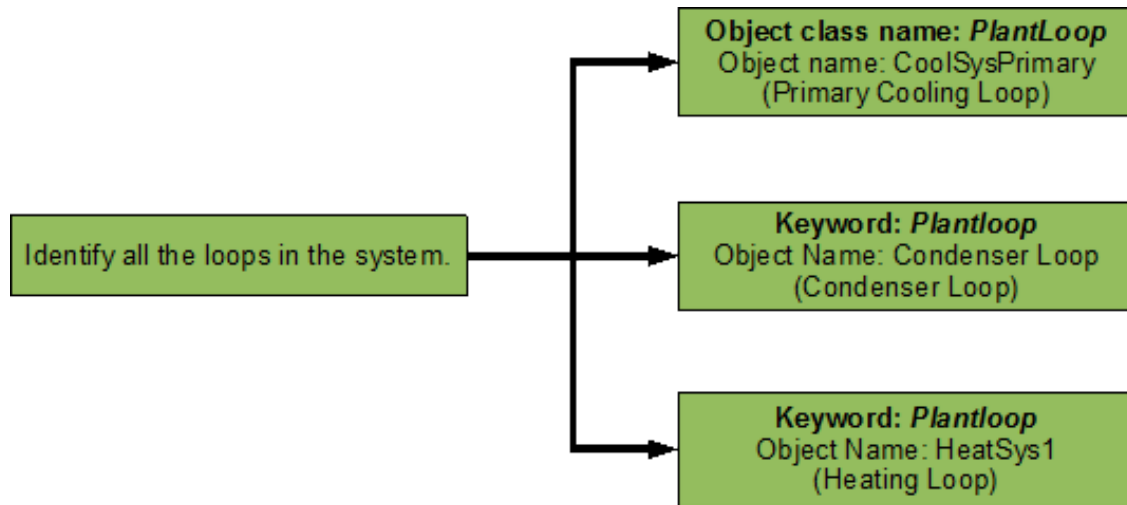 Identify all the loops in the system.
Object class name: PlantLoop
Object name: CoolSysPrimary
(Primary Cooling Loop)
Keyword: Plantloop
Object Name: Condenser Loop
(Condenser Loop)
Keyword: Plantloop
Object Name: HeatSys1
(Heating Loop)